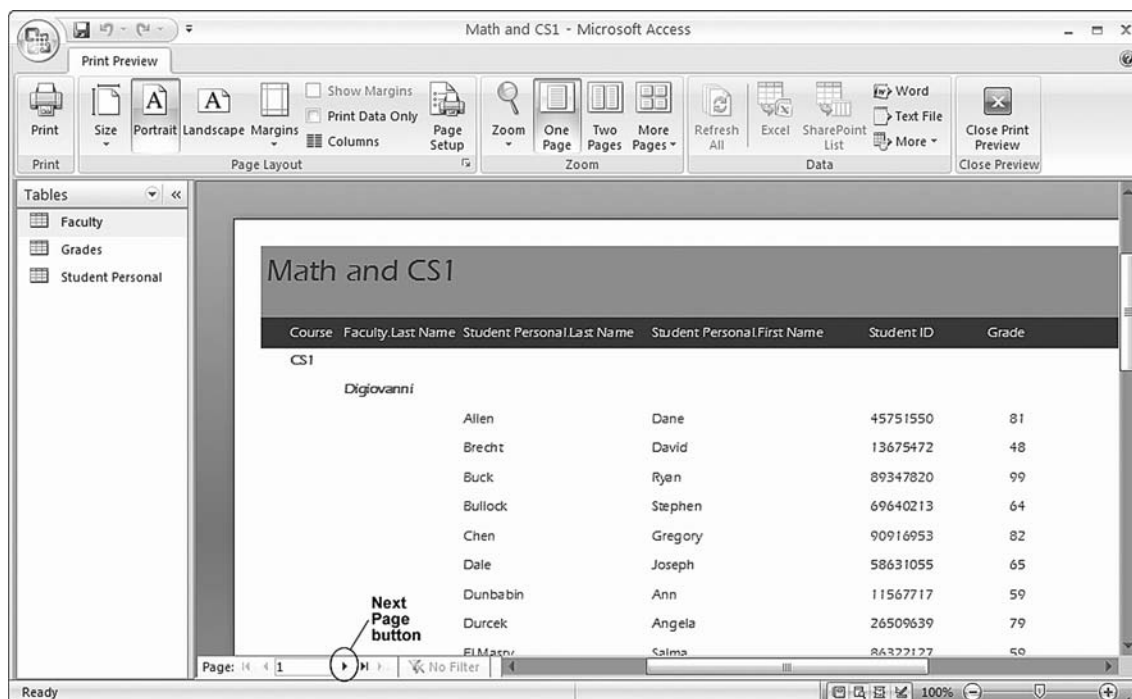 Math and CS1 - Microsoft Access
Print Preview
Print
Size
Portrait
Landscape
Margins
Show Margins
Print Data Only
Columns
Page Setup
Zoom
One Page
Two Pages
More Pages
Refresh All
Excel
SharePoint List
Word
Text File
More
Close Print Preview
Print
Page Layout
Zoom
Data
Close Preview
Tables
Faculty
Grades
Student Personal
Math and CS1
Course Faculty.Last Name Student Personal.Last Name Student Personal.First Name Student ID Grade
CS1
Digiovanni
Allen Dane 45751550 81
Brecht David 13675472 48
Buck Ryan 89347820 99
Bullock Stephen 69640213 64
Chen Gregory 90916953 82
Dale Joseph 58631055 65
Dunbabin Ann 11567717 59
Durcek Angela 26509639 79
ElMasry Salma 86322127 59
Next
Page
button
Page: 1 No Filter
Ready 100%